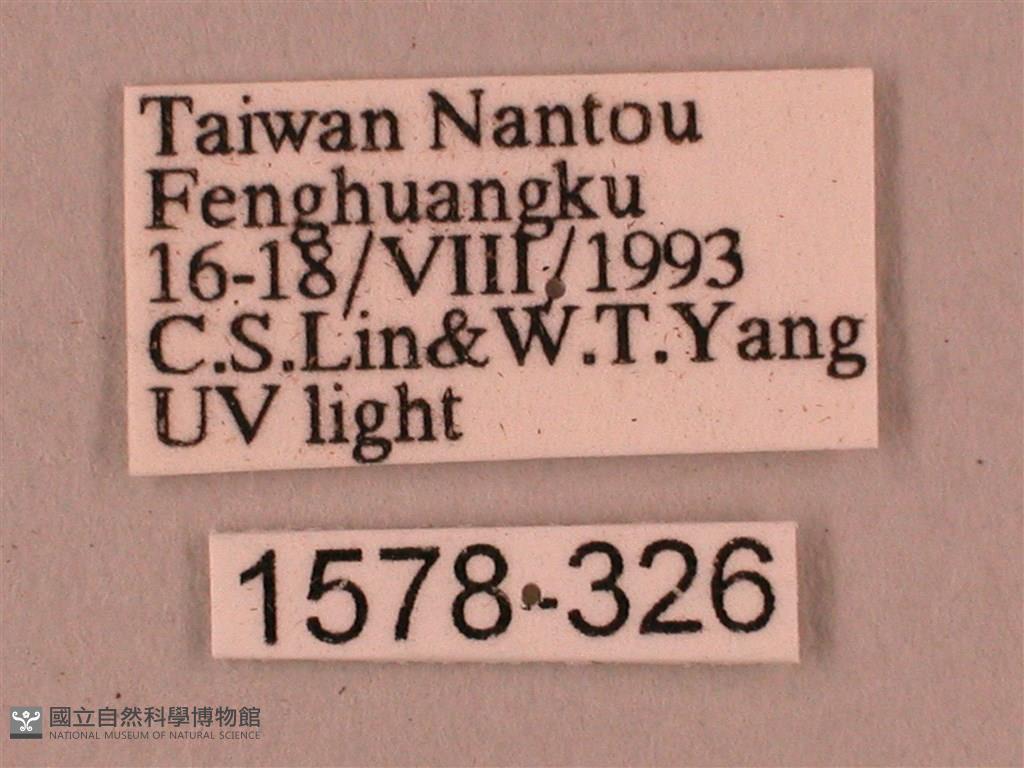 Taiwan Nantou
Fenghuangku
16-18/VIII/1993
C.S.Lin&W.T.Yang
UV light
1578-326
國立自然科學博物館
NATIONAL MUSEUM OF NATURAL SCIENCE